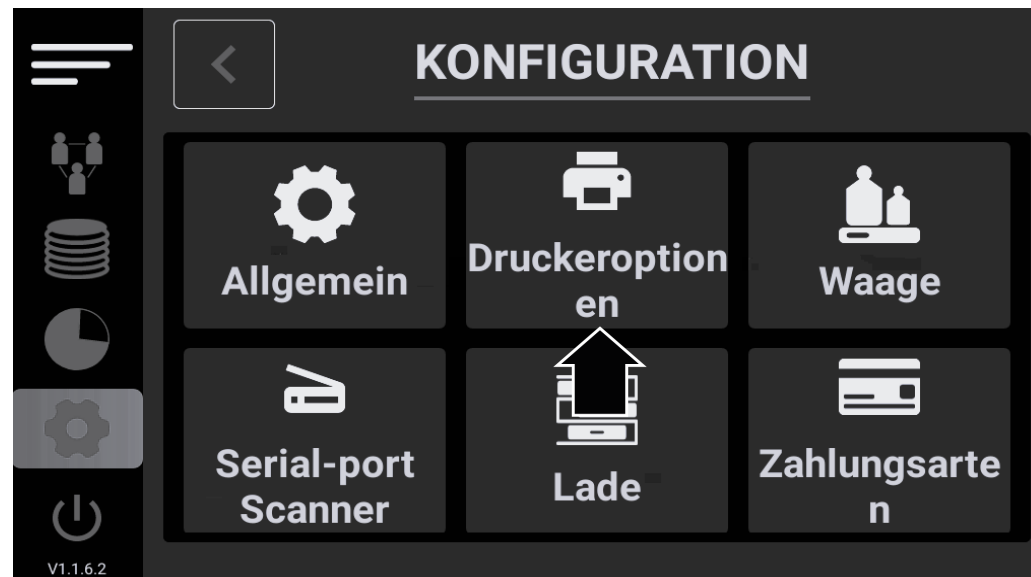 KONFIGURATION
Allgemein
Druckeroption
en
Waage
Serial-port
Scanner
Lade
Zahlungsarte
n
V1.1.6.2